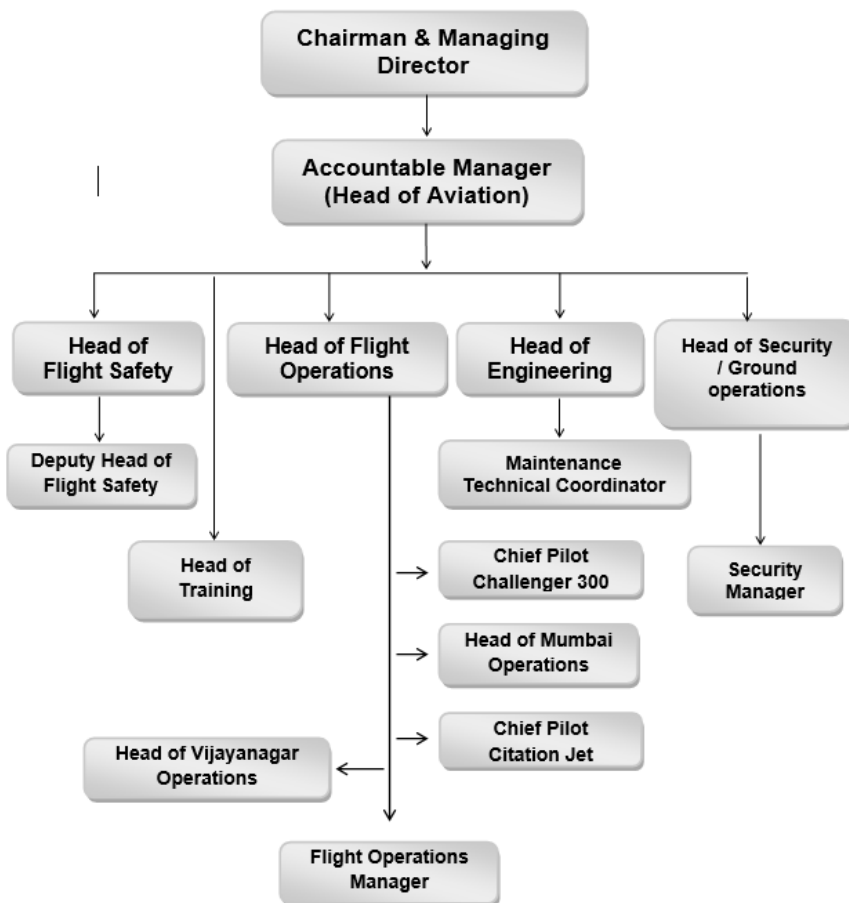 Chairman & Managing
Director
Accountable Manager
(Head of Aviation)
Head of
Flight Safety
Head of Flight
Operations
Head of
Engineering
Head of Security
/ Ground
operations
Deputy Head of
Flight Safety
Maintenance
Technical Coordinator
Head of
Training
Chief Pilot
Challenger 300
Security
Manager
Head of Mumbai
Operations
Chief Pilot
Citation Jet
Head of Vijayanagar
Operations
Flight Operations
Manager